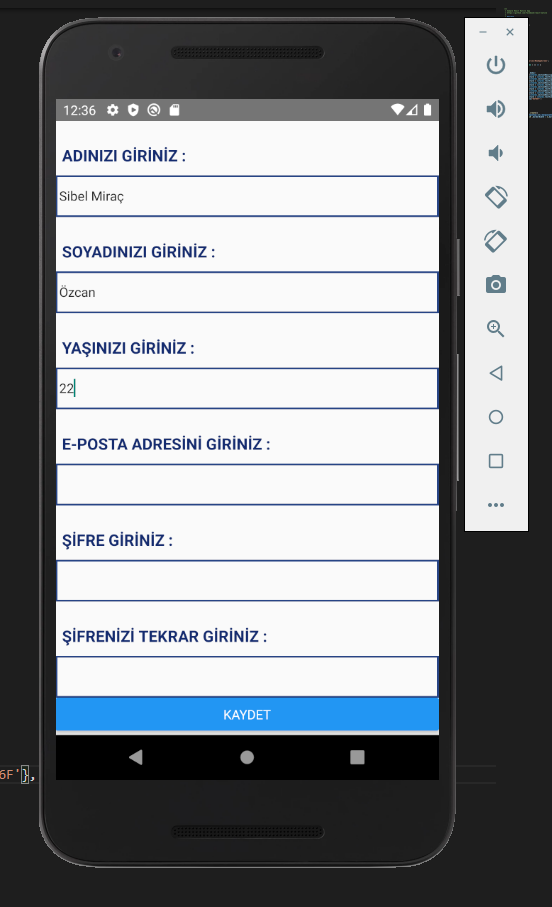 12:36
ADINIZI GİRİNİZ :
Sibel Miraç
SOYADINIZI GİRİNİZ :
Özcan
YAŞINIZI GİRİNİZ :
22
E-POSTA ADRESİNİ GİRİNİZ :
ŞİFRE GİRİNİZ :
ŞİFRENİZİ TEKRAR GİRİNİZ :
KAYDET
6F'},